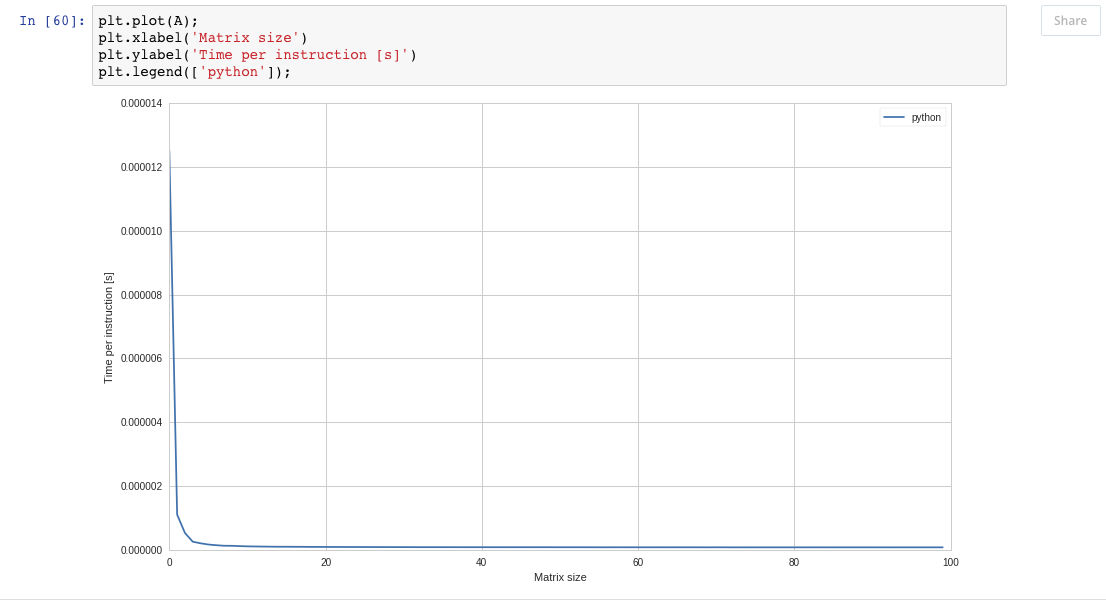 In [60]:
plt.plot(A);
plt.xlabel('Matrix size')
plt.ylabel('Time per instruction [s]')
plt.legend(['python']);
Share
0.000014
0.000012
0.000010
0.000008
0.000006
0.000004
0.000002
0.000000
Time per instruction [s]
python
0 20 40 60 80 100
Matrix size